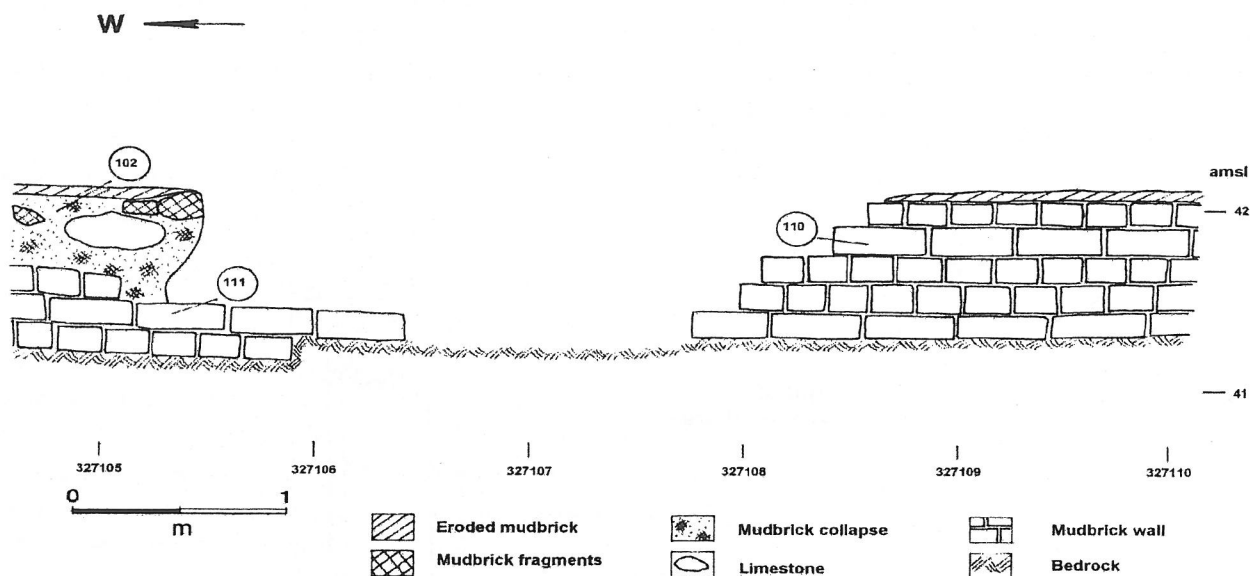 W
102
amsl
42
110
111
41
327105 327106 327107 327108 327109 327110
0 1
m
Eroded mudbrick Mudbrick collapse Mudbrick wall
Mudbrick fragments Limestone Bedrock